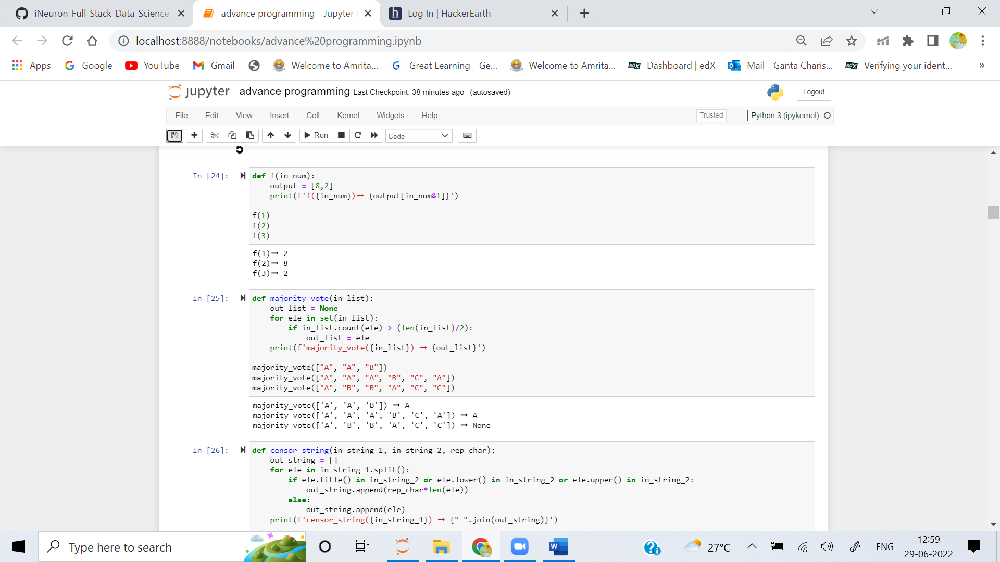 iNeuron-Full-Stack-Data-Science
advance programming - Jupyter
Log In | HackerEarth
localhost:8888/notebooks/advance%20programming.ipynb
Apps
Google
YouTube
Gmail
Welcome to Amrita...
Great Learning - Ge...
Welcome to Amrita...
Dashboard | edX
Mail - Ganta Charis...
Verifying your ident...
»
jupyter
advance programming Last Checkpoint: 38 minutes ago (autosaved)
Logout
File Edit View Insert Cell Kernel Widgets Help
Trusted
Python 3 (ipykernel)
Run
Code
5
In [24]:
def f(in_num):
    output = [8,2]
    print(f'f({in_num})➞ {output[in_num&1]}')
f(1)
f(2)
f(3)
f(1)➞ 2
f(2)➞ 8
f(3)➞ 2
In [25]:
def majority_vote(in_list):
    out_list = None
    for ele in set(in_list):
        if in_list.count(ele) > (len(in_list)/2):
            out_list = ele
    print(f'majority_vote({in_list}) ➞ {out_list}')
majority_vote(["A", "A", "B"])
majority_vote(["A", "A", "A", "B", "C", "A"])
majority_vote(["A", "B", "B", "A", "C", "C"])
majority_vote(['A', 'A', 'B']) ➞ A
majority_vote(['A', 'A', 'A', 'B', 'C', 'A']) ➞ A
majority_vote(['A', 'B', 'B', 'A', 'C', 'C']) ➞ None
In [26]:
def censor_string(in_string_1, in_string_2, rep_char):
    out_string = []
    for ele in in_string_1.split():
        if ele.title() in in_string_2 or ele.lower() in in_string_2 or ele.upper() in in_string_2:
            out_string.append(rep_char*len(ele))
        else:
            out_string.append(ele)
    print(f'censor_string({in_string_1}) ➞ {" ".join(out_string)}')
Type here to search
27°C
ENG
12:59
29-06-2022